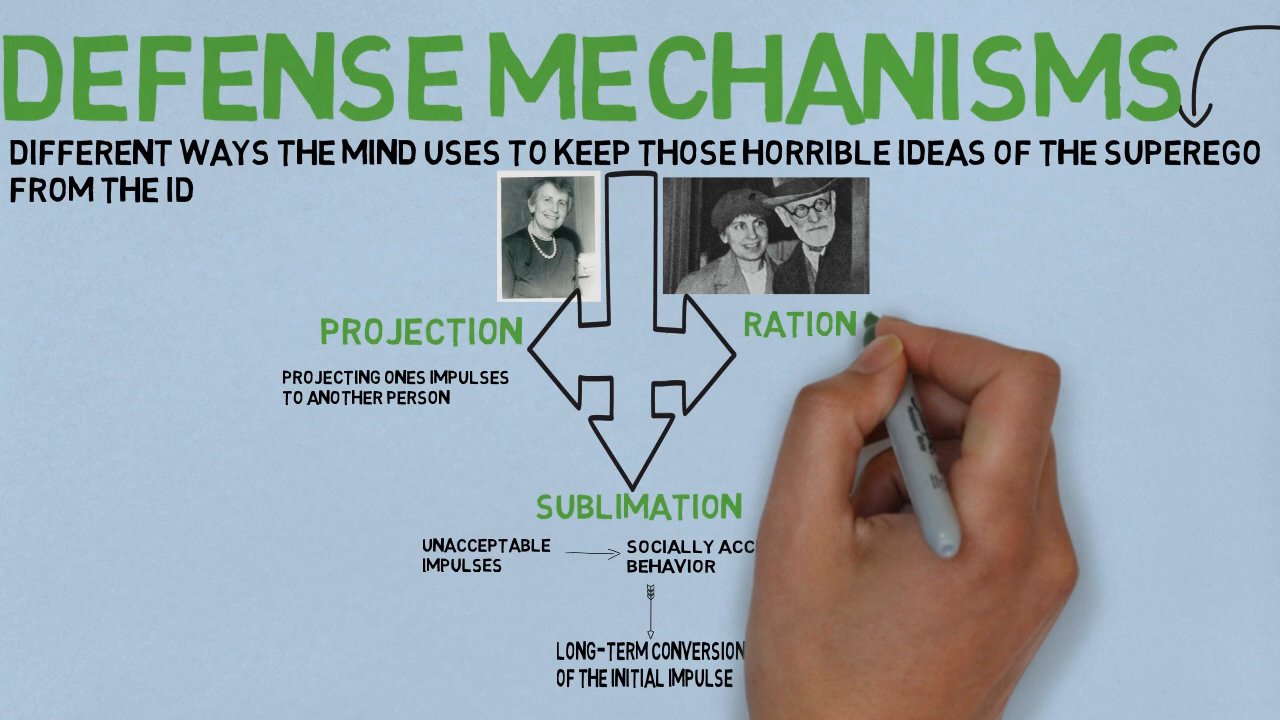 DEFENSE MECHANISMS
DIFFERENT WAYS THE MIND USES TO KEEP THOSE HORRIBLE IDEAS OF THE SUPEREGO
FROM THE ID
PROJECTION
RATION
PROJECTING ONES IMPULSES
TO ANOTHER PERSON
SUBLIMATION
UNACCEPTABLE
IMPULSES
SOCIALLY ACC
BEHAVIOR
LONG-TERM CONVERSION
OF THE INITIAL IMPULSE